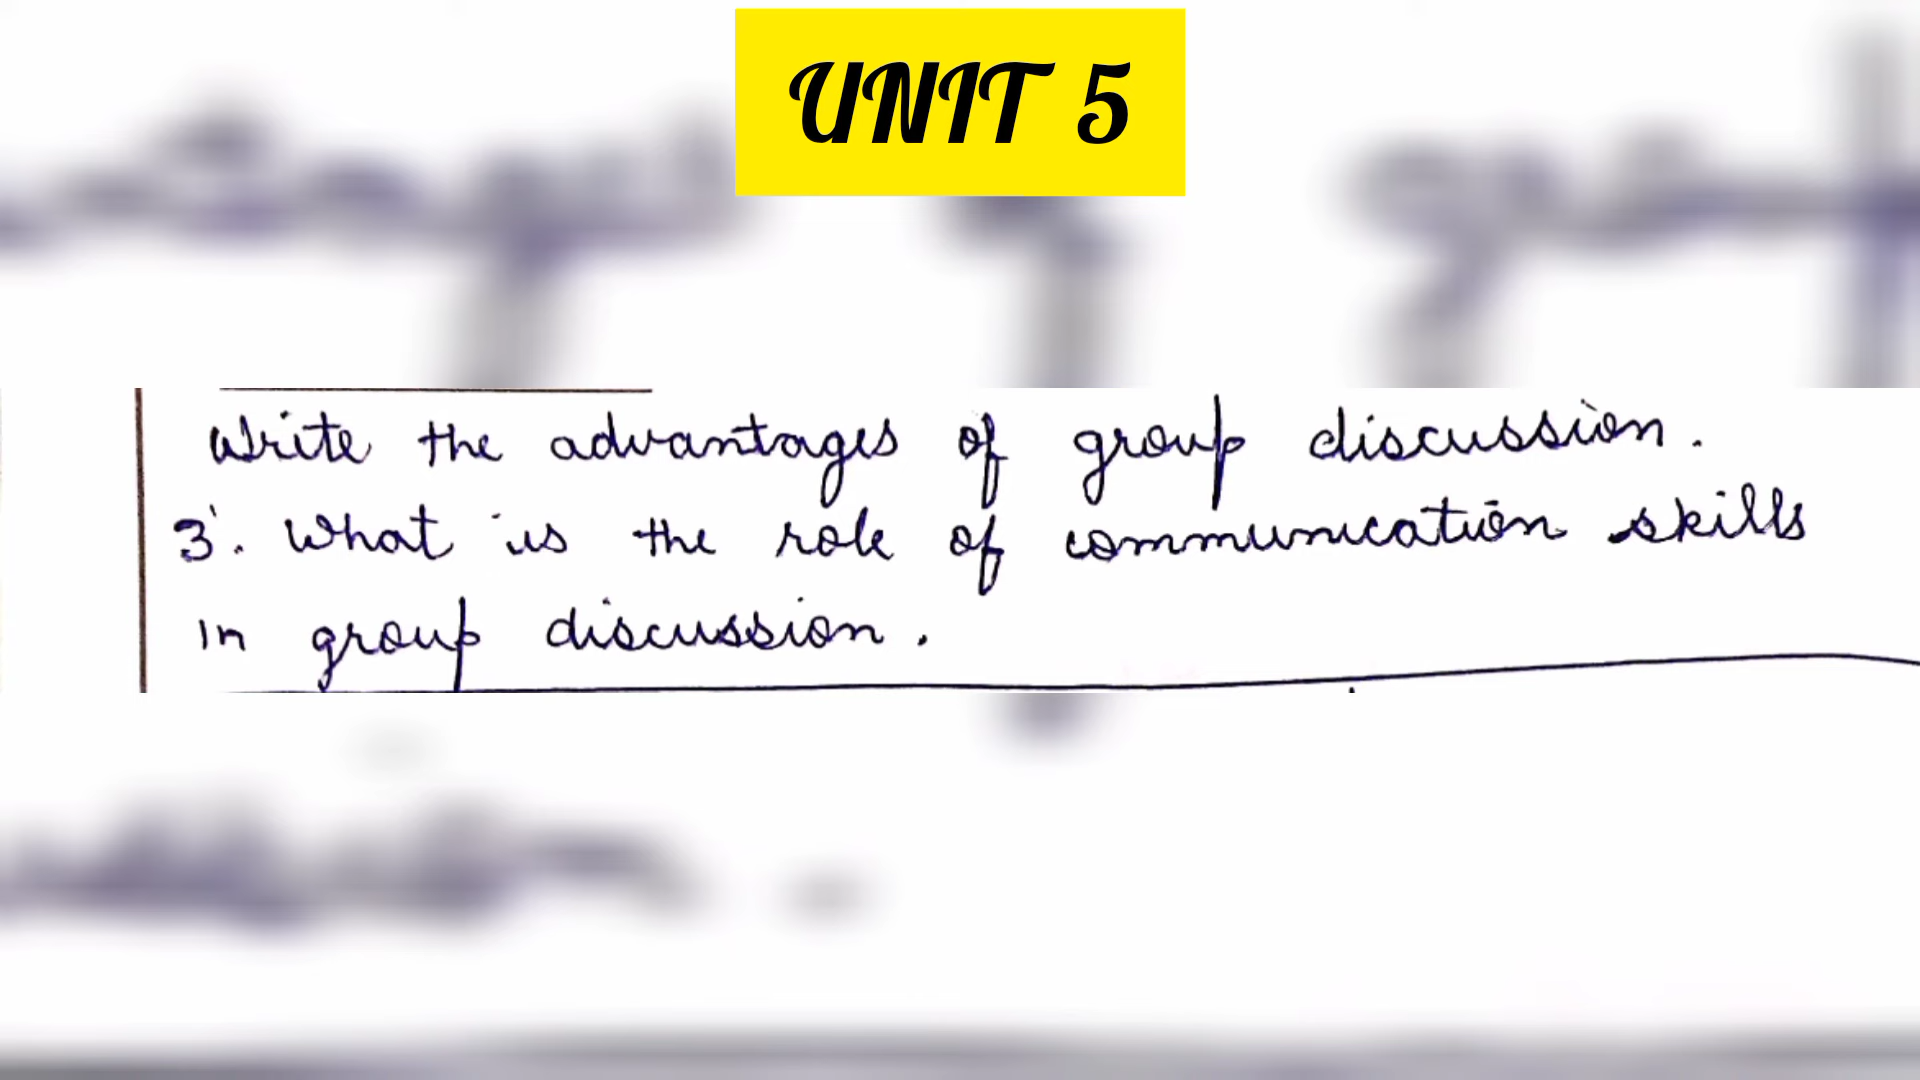 UNIT 5
Write the advantages of group discussion.
3. What is the role of communication skills
in group discussion.